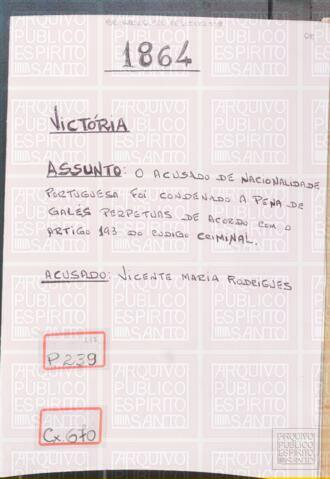 1864
VICTÓRIA
ASSUNTO: O ACUSADO DE NACIONALIDADE
PORTUGUESA FOI CONDENADO A PENA DE
GALÉS PERPETUAS DE ACORDO COM O
ARTIGO 193 DO CODIGO CRIMINAL.
ACUSADO: VICENTE MARIA RODRIGUES
P.239
Cx.670
ARQUIVO
PÚBLICO
ESPÍRITO
SANTO